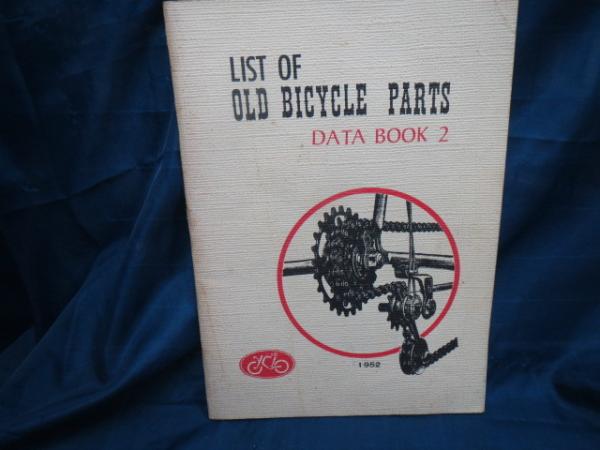 LIST OF
OLD BICYCLE PARTS
DATA BOOK 2
1952